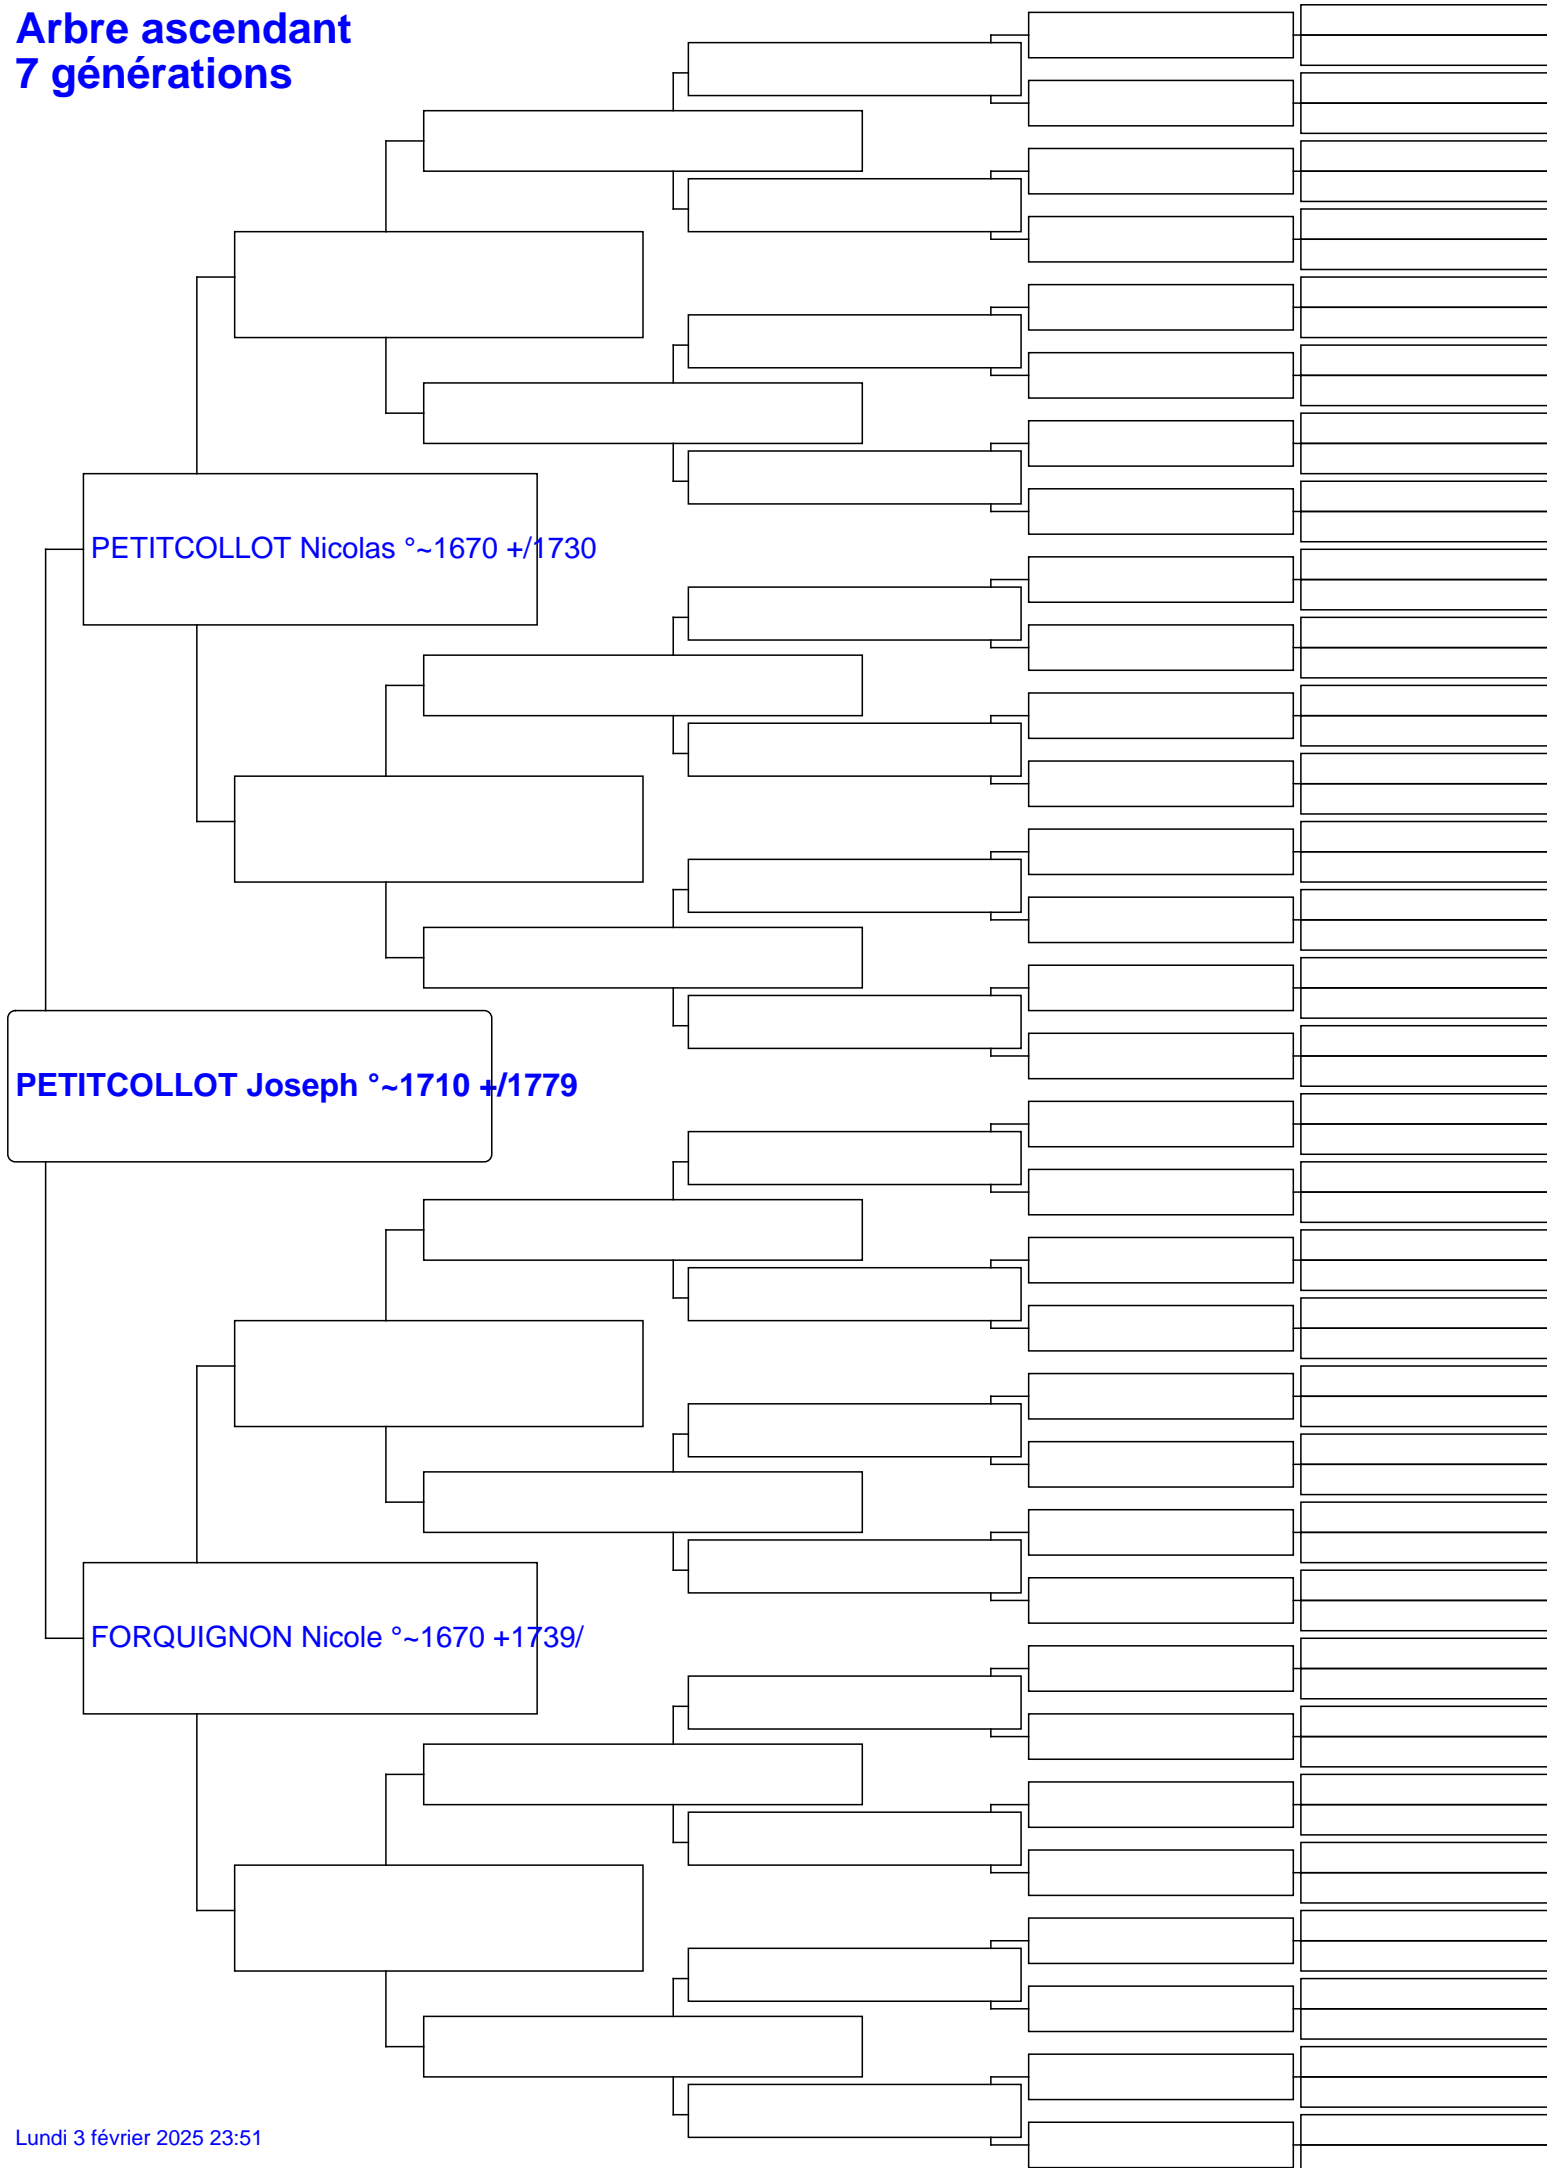 Arbre ascendant
7 générations
PETITCOLLOT Nicolas °~1670 +/1730
PETITCOLLOT Joseph °~1710 +/1779
FORQUIGNON Nicole °~1670 +1739/
Lundi 3 février 2025 23:51